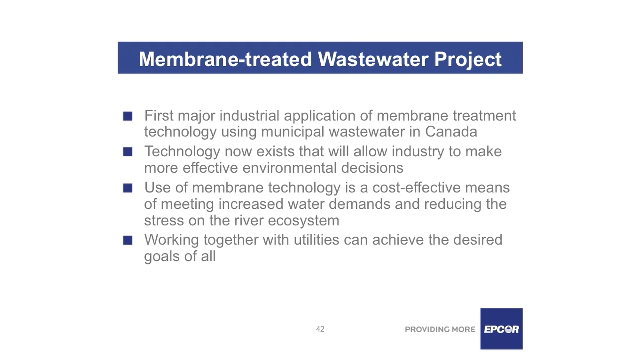 Membrane-treated Wastewater Project
First major industrial application of membrane treatment
technology using municipal wastewater in Canada
Technology now exists that will allow industry to make
more effective environmental decisions
Use of membrane technology is a cost-effective means
of meeting increased water demands and reducing the
stress on the river ecosystem
Working together with utilities can achieve the desired
goals of all
42
PROVIDING MORE
EPCOR